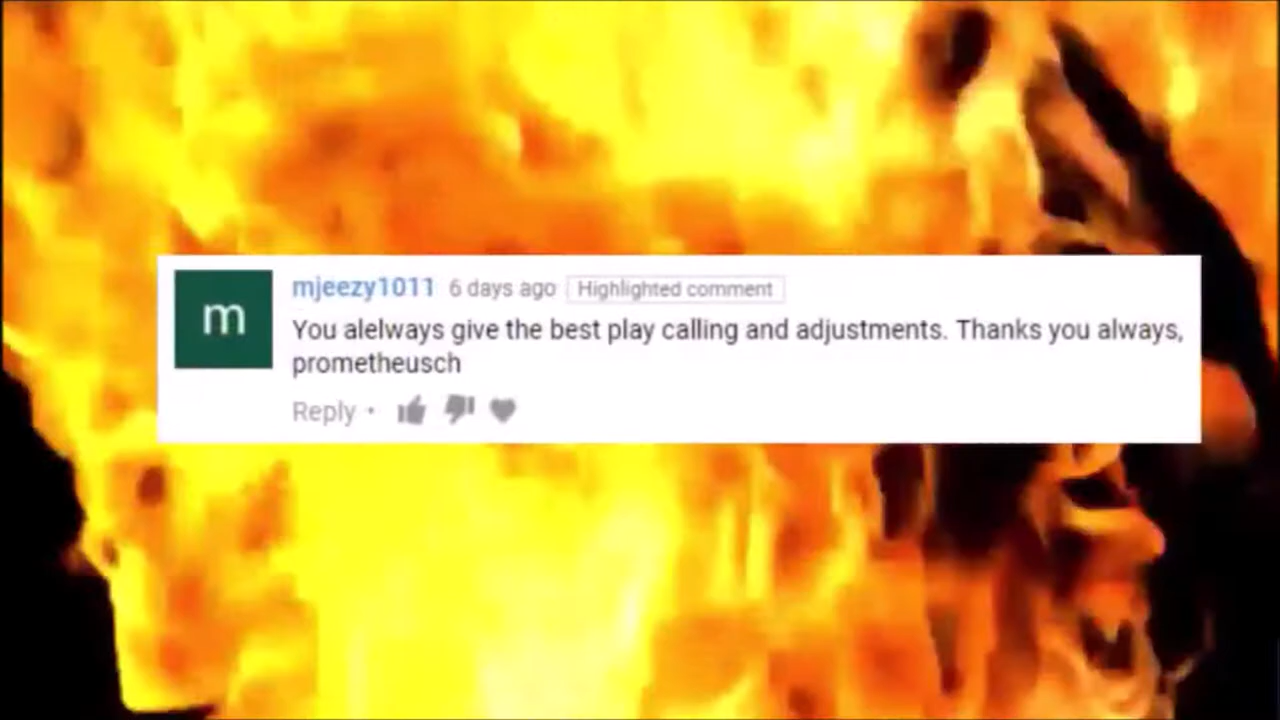 m
mjeezy1011 6 days ago Highlighted comment
You alelways give the best play calling and adjustments. Thanks you always,
prometheusch
Reply •